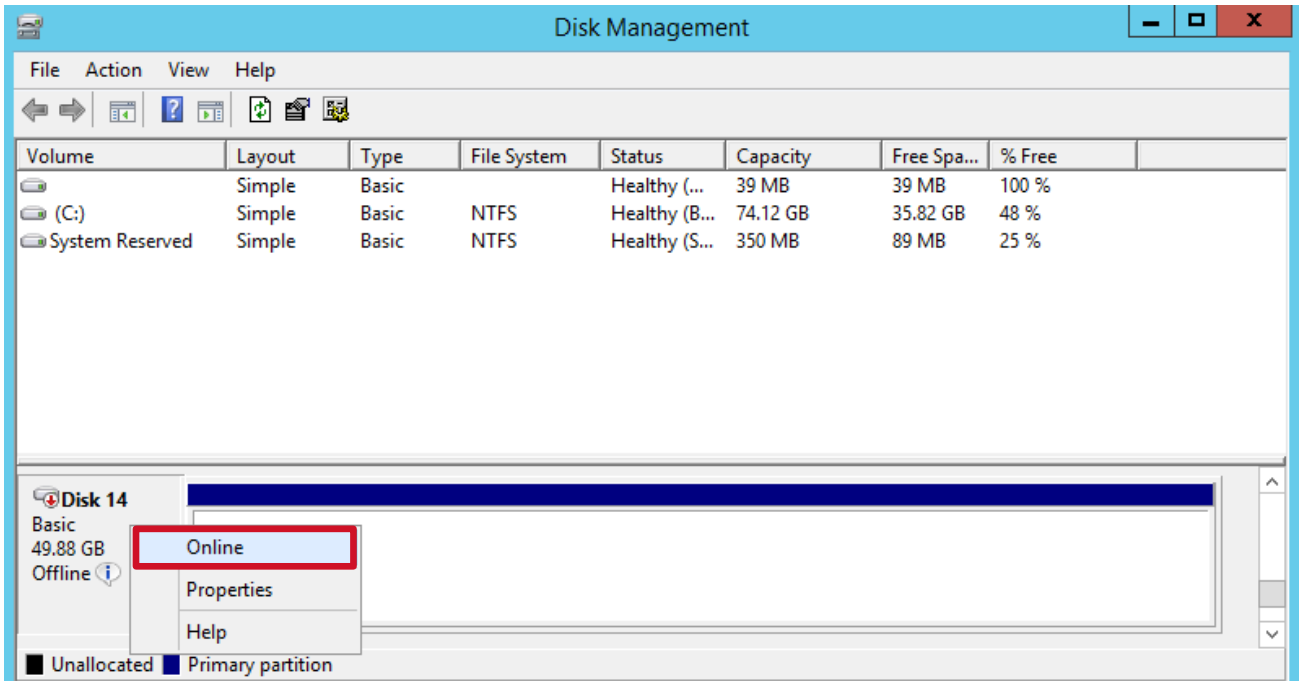 Disk Management
x
File Action View Help
?
Volume Layout Type File System Status Capacity Free Spa... % Free
Simple Basic Healthy (... 39 MB 39 MB 100 %
(C:) Simple Basic NTFS Healthy (B... 74.12 GB 35.82 GB 48 %
System Reserved Simple Basic NTFS Healthy (S... 350 MB 89 MB 25 %
Disk 14
Basic
49.88 GB
Offline i
Online
Properties
Help
Unallocated Primary partition